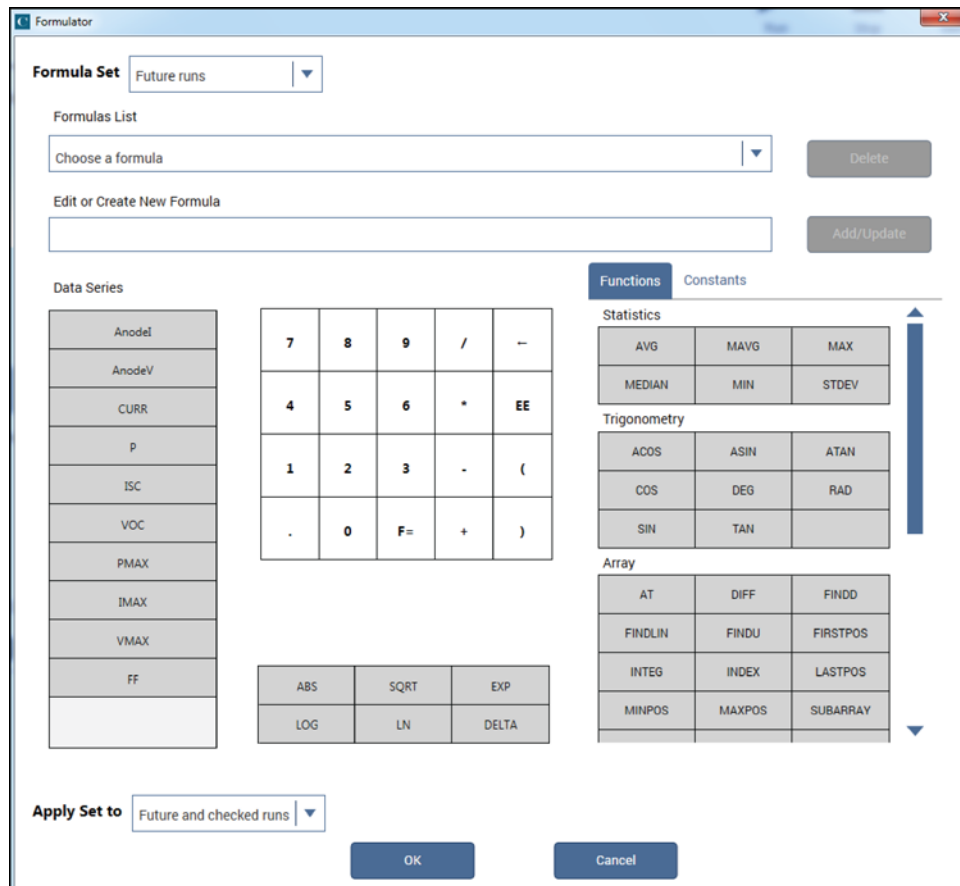 Formulator
Formula Set Future runs
Formulas List
Choose a formula
Delete
Edit or Create New Formula
Add/Update
Data Series
AnodeI
AnodeV
CURR
P
ISC
VOC
PMAX
IMAX
VMAX
FF
7 8 9 / ←
4 5 6 * EE
1 2 3 - (
. 0 F= + )
ABS SQRT EXP
LOG LN DELTA
Functions Constants
Statistics
AVG MAVG MAX
MEDIAN MIN STDEV
Trigonometry
ACOS ASIN ATAN
COS DEG RAD
SIN TAN
Array
AT DIFF FINDD
FINDLIN FINDU FIRSTPOS
INTEG INDEX LASTPOS
MINPOS MAXPOS SUBARRAY
Apply Set to Future and checked runs
OK Cancel